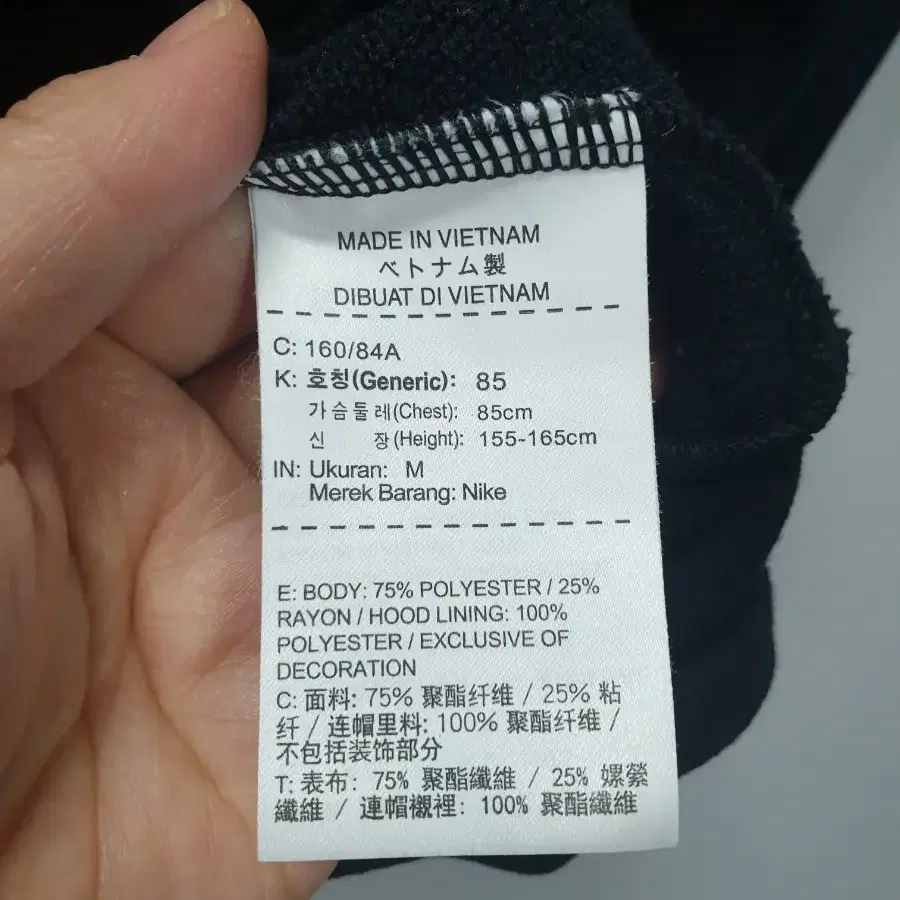 MADE IN VIETNAM
ベトナム製
DIBUAT DI VIETNAM
C: 160/84A
K: 호칭(Generic): 85
가슴둘레(Chest): 85cm
신 장(Height): 155-165cm
IN: Ukuran: M
Merek Barang: Nike
E: BODY: 75% POLYESTER / 25%
RAYON / HOOD LINING: 100%
POLYESTER / EXCLUSIVE OF
DECORATION
C: 面料: 75% 聚酯纤维 / 25% 粘
纤 / 连帽里料: 100% 聚酯纤维 /
不包括装饰部分
T: 表布: 75% 聚酯纖維 / 25% 嫘縈
纖維 / 連帽襯裡: 100% 聚酯纖維